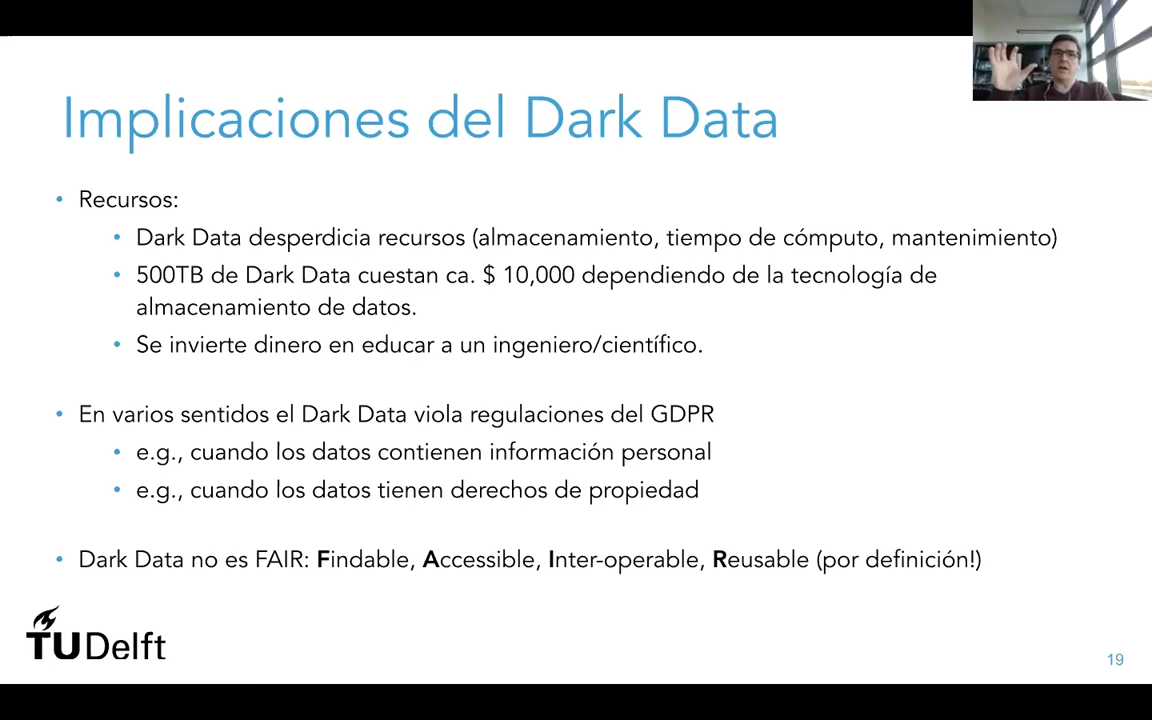 Implicaciones del Dark Data
• Recursos:
• Dark Data desperdicia recursos (almacenamiento, tiempo de cómputo, mantenimiento)
• 500TB de Dark Data cuestan ca. $ 10,000 dependiendo de la tecnología de
almacenamiento de datos.
• Se invierte dinero en educar a un ingeniero/científico.
• En varios sentidos el Dark Data viola regulaciones del GDPR
• e.g., cuando los datos contienen información personal
• e.g., cuando los datos tienen derechos de propiedad
• Dark Data no es FAIR: Findable, Accessible, Inter-operable, Reusable (por definición!)
TU Delft
19